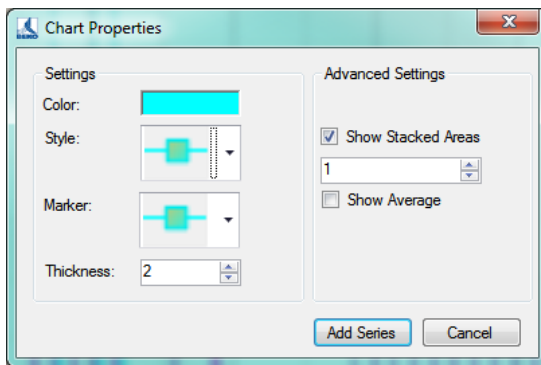 Chart Properties
Settings
Color:
Style:
Marker:
Thickness:
2
Advanced Settings
Show Stacked Areas
1
Show Average
Add Series
Cancel